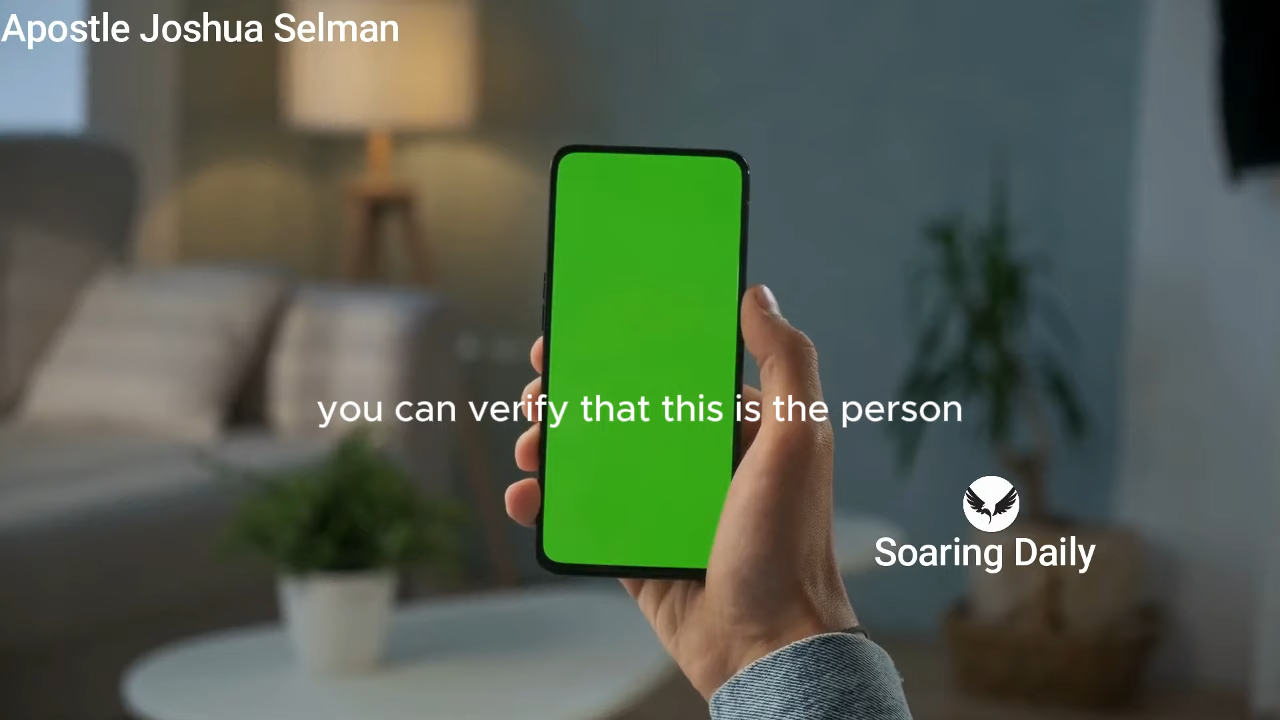 Apostle Joshua Selman
you can verify that this is the person
Soaring Daily